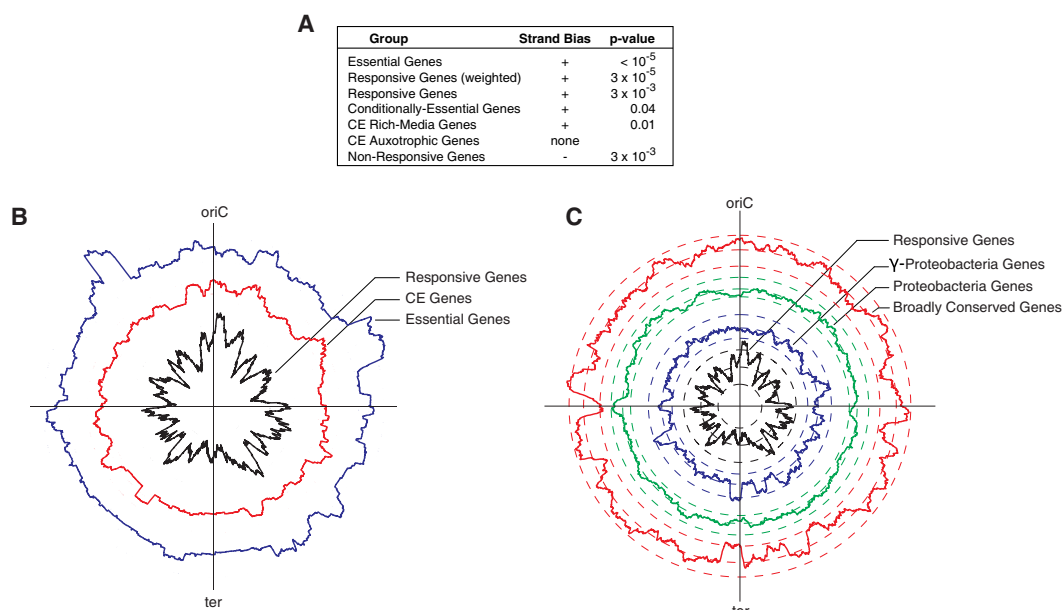 A
Group Strand Bias p-value
Essential Genes + < 10-5
Responsive Genes (weighted) + 3 x 10-5
Responsive Genes + 3 x 10-3
Conditionally-Essential Genes + 0.04
CE Rich-Media Genes + 0.01
CE Auxotrophic Genes none
Non-Responsive Genes - 3 x 10-3
B
oriC
Responsive Genes
CE Genes
Essential Genes
ter
C
oriC
Responsive Genes
γ-Proteobacteria Genes
Proteobacteria Genes
Broadly Conserved Genes
ter